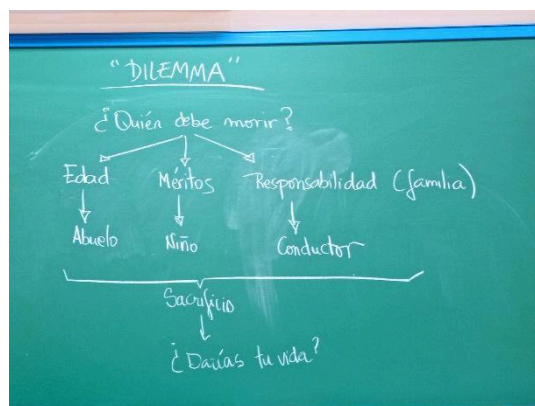 "DILEMMA"
¿Quién debe morir?
Edad Méritos Responsabilidad (familia)
Abuelo Niño Conductor
Sacrificio
¿Darías tu vida?